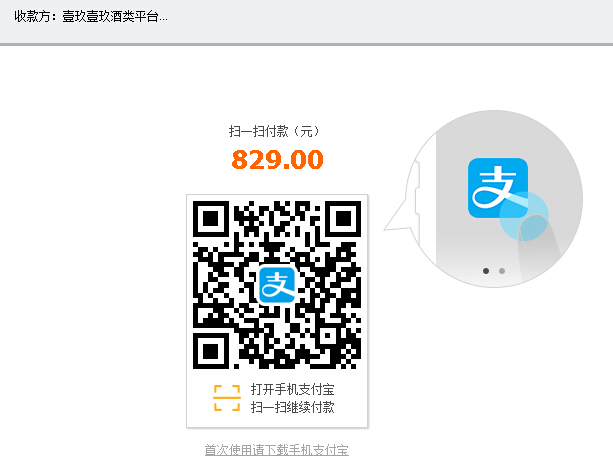 收款方：壹玖壹玖酒类平台...
扫一扫付款（元）
829.00
支
支
打开手机支付宝
扫一扫继续付款
首次使用请下载手机支付宝